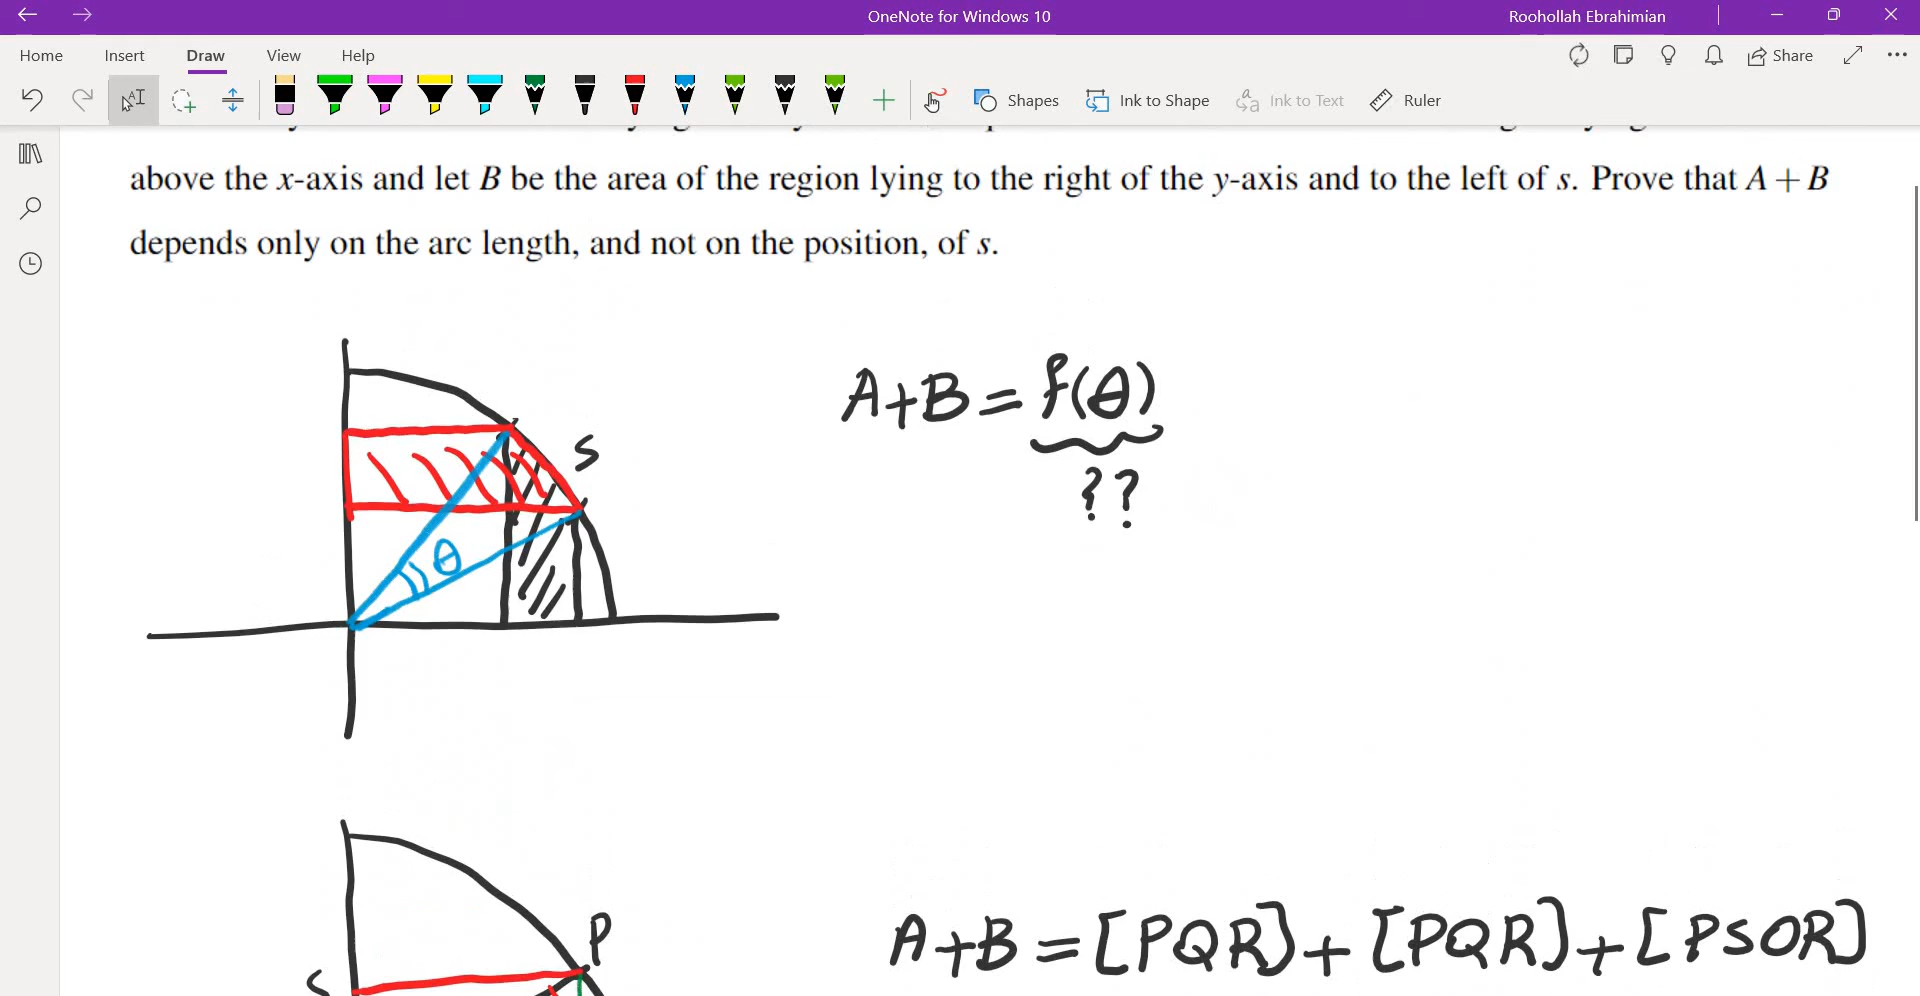 OneNote for Windows 10
Roohollah Ebrahimian
Home Insert Draw View Help
Share
Shapes Ink to Shape Ink to Text Ruler
above the x-axis and let B be the area of the region lying to the right of the y-axis and to the left of s. Prove that A + B
depends only on the arc length, and not on the position, of s.
A+B = f(θ)
??
s
θ
P
S
A+B = [PQR] + [PQR] + [PSOR]